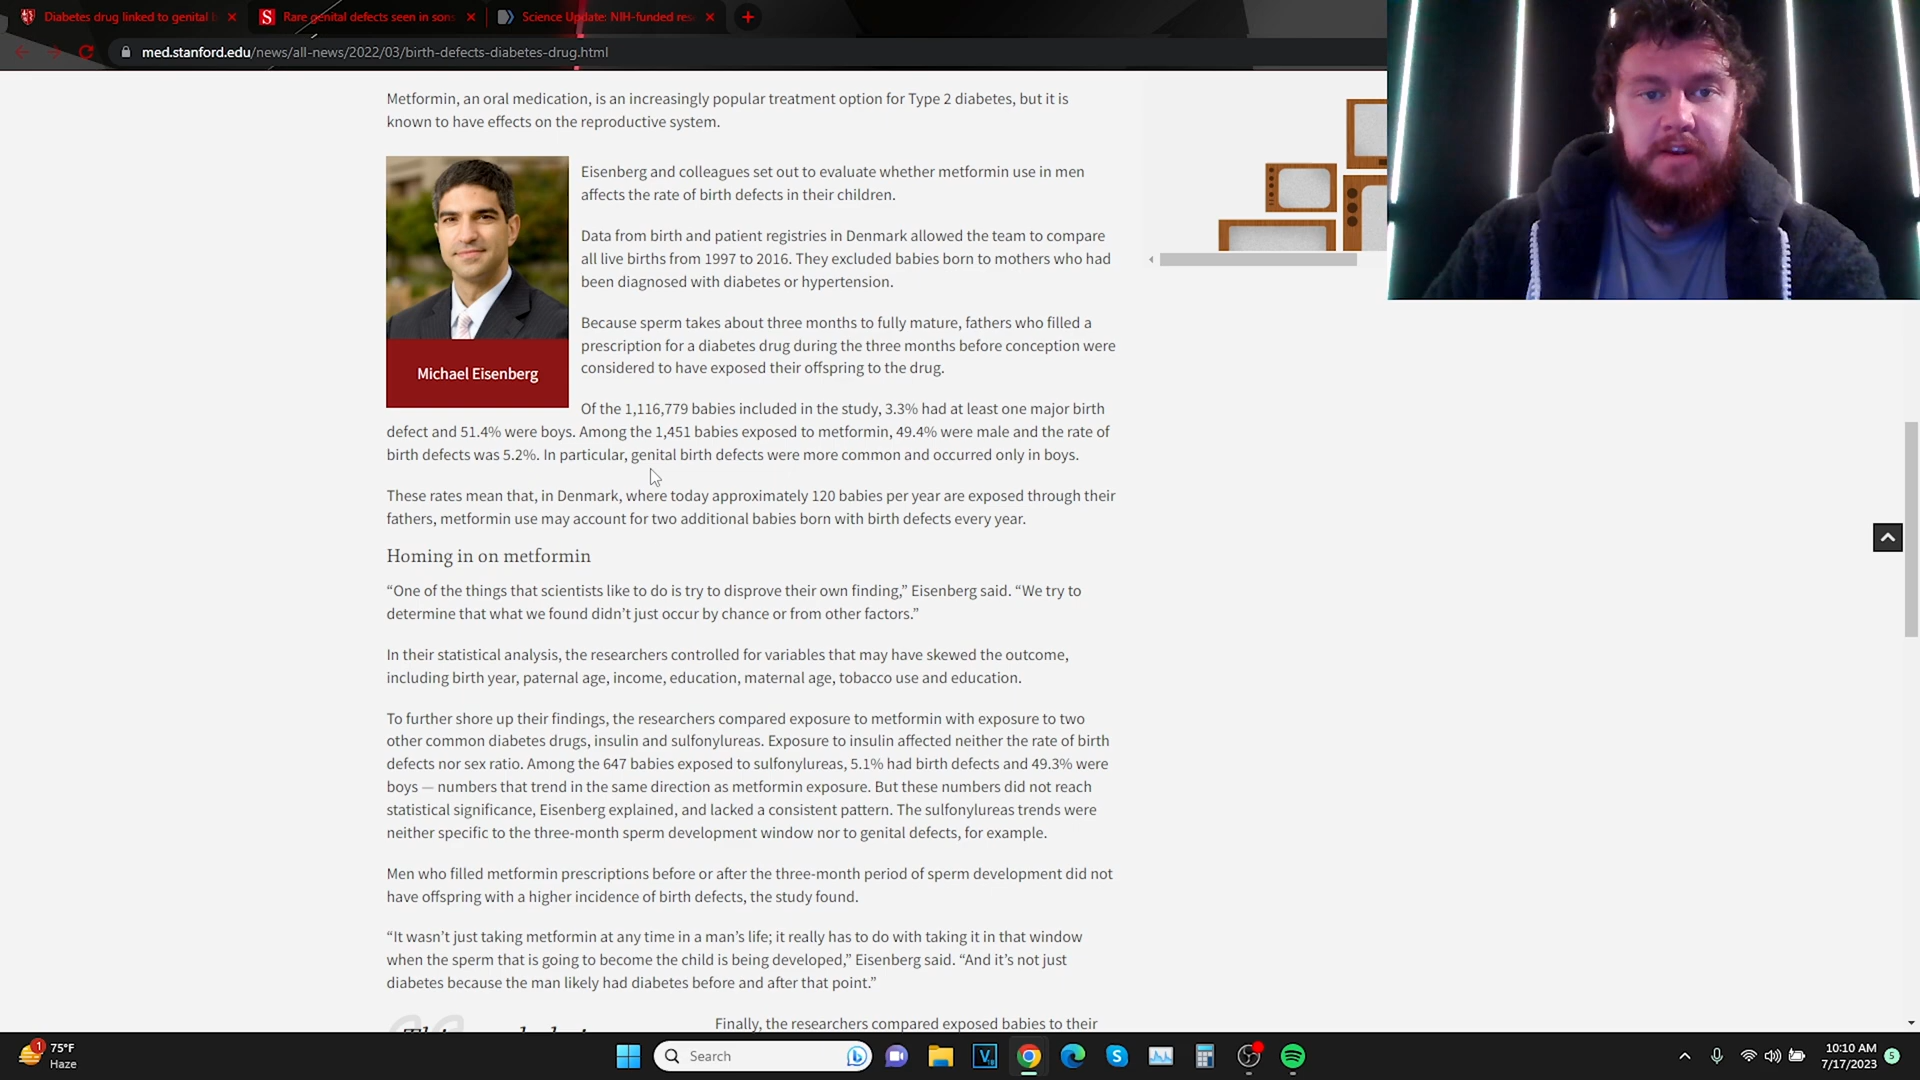 Diabetes drug linked to genital b
Rare genital defects seen in sons
Science Update: NIH-funded res
med.stanford.edu/news/all-news/2022/03/birth-defects-diabetes-drug.html
Metformin, an oral medication, is an increasingly popular treatment option for Type 2 diabetes, but it is
known to have effects on the reproductive system.
Eisenberg and colleagues set out to evaluate whether metformin use in men
affects the rate of birth defects in their children.
Data from birth and patient registries in Denmark allowed the team to compare
all live births from 1997 to 2016. They excluded babies born to mothers who had
been diagnosed with diabetes or hypertension.
Because sperm takes about three months to fully mature, fathers who filled a
prescription for a diabetes drug during the three months before conception were
considered to have exposed their offspring to the drug.
Michael Eisenberg
Of the 1,116,779 babies included in the study, 3.3% had at least one major birth
defect and 51.4% were boys. Among the 1,451 babies exposed to metformin, 49.4% were male and the rate of
birth defects was 5.2%. In particular, genital birth defects were more common and occurred only in boys.
These rates mean that, in Denmark, where today approximately 120 babies per year are exposed through their
fathers, metformin use may account for two additional babies born with birth defects every year.
Homing in on metformin
“One of the things that scientists like to do is try to disprove their own finding,” Eisenberg said. “We try to
determine that what we found didn’t just occur by chance or from other factors.”
In their statistical analysis, the researchers controlled for variables that may have skewed the outcome,
including birth year, paternal age, income, education, maternal age, tobacco use and education.
To further shore up their findings, the researchers compared exposure to metformin with exposure to two
other common diabetes drugs, insulin and sulfonylureas. Exposure to insulin affected neither the rate of birth
defects nor sex ratio. Among the 647 babies exposed to sulfonylureas, 5.1% had birth defects and 49.3% were
boys — numbers that trend in the same direction as metformin exposure. But these numbers did not reach
statistical significance, Eisenberg explained, and lacked a consistent pattern. The sulfonylureas trends were
neither specific to the three-month sperm development window nor to genital defects, for example.
Men who filled metformin prescriptions before or after the three-month period of sperm development did not
have offspring with a higher incidence of birth defects, the study found.
“It wasn’t just taking metformin at any time in a man’s life; it really has to do with taking it in that window
when the sperm that is going to become the child is being developed,” Eisenberg said. “And it’s not just
diabetes because the man likely had diabetes before and after that point.”
Finally, the researchers compared exposed babies to their
1
75°F
Haze
Search
10:10 AM
7/17/2023
5